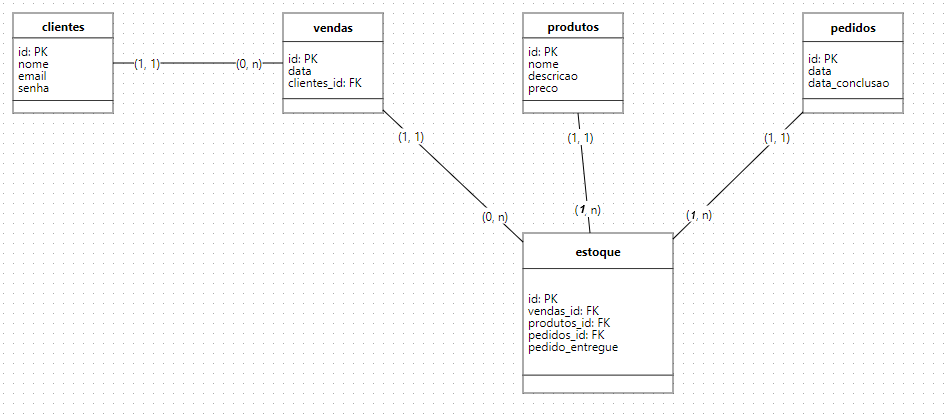 clientes
id: PK
nome
email
senha
(1, 1)
(0, n)
vendas
id: PK
data
clientes_id: FK
produtos
id: PK
nome
descricao
preco
pedidos
id: PK
data
data_conclusao
(1, 1)
(1, 1)
(1, 1)
(0, n)
(1, n)
(1, n)
estoque
id: PK
vendas_id: FK
produtos_id: FK
pedidos_id: FK
pedido_entregue